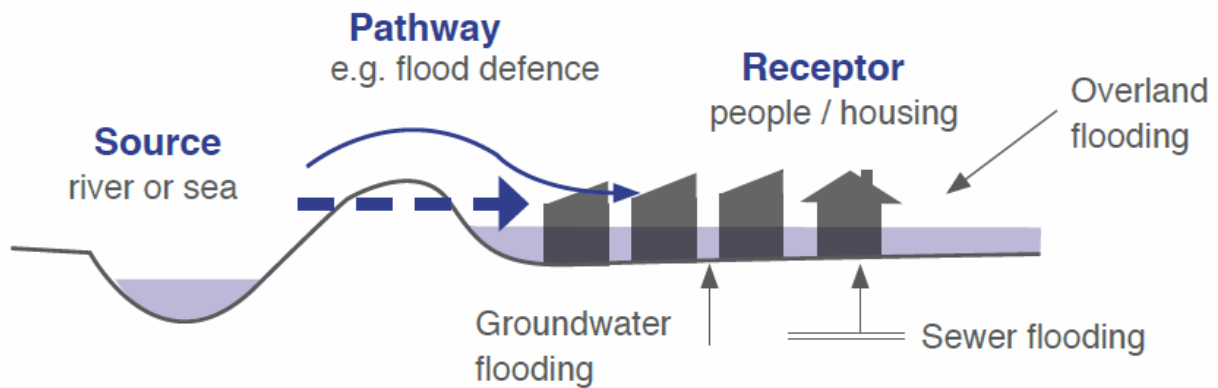 Pathway
e.g. flood defence
Receptor
people / housing
Overland
flooding
Source
river or sea
Groundwater
flooding
Sewer flooding